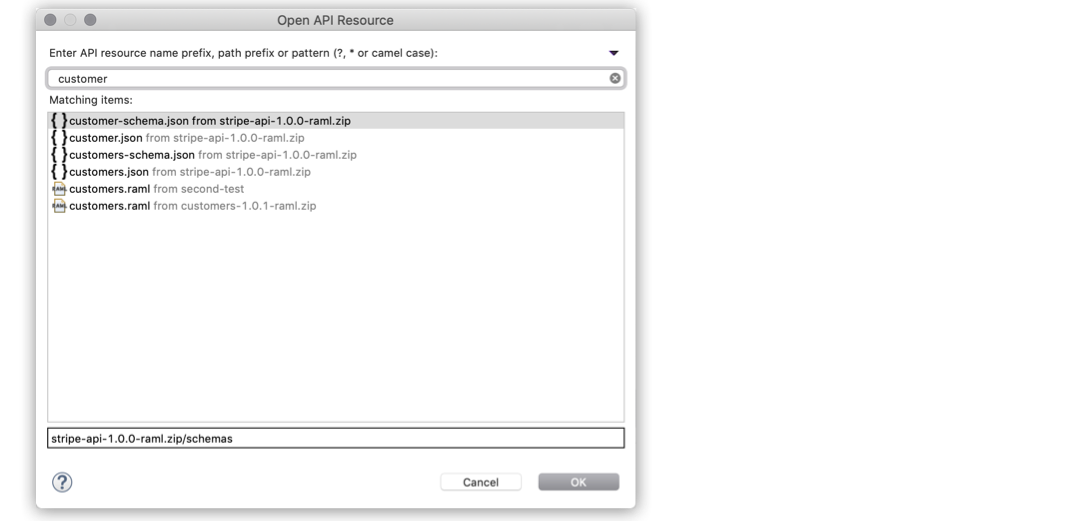 Open API Resource
Enter API resource name prefix, path prefix or pattern (?, * or camel case):
customer
Matching items:
{ } customer-schema.json from stripe-api-1.0.0-raml.zip
{ } customer.json from stripe-api-1.0.0-raml.zip
{ } customers-schema.json from stripe-api-1.0.0-raml.zip
{ } customers.json from stripe-api-1.0.0-raml.zip
RAML customers.raml from second-test
RAML customers.raml from customers-1.0.1-raml.zip
stripe-api-1.0.0-raml.zip/schemas
? Cancel OK